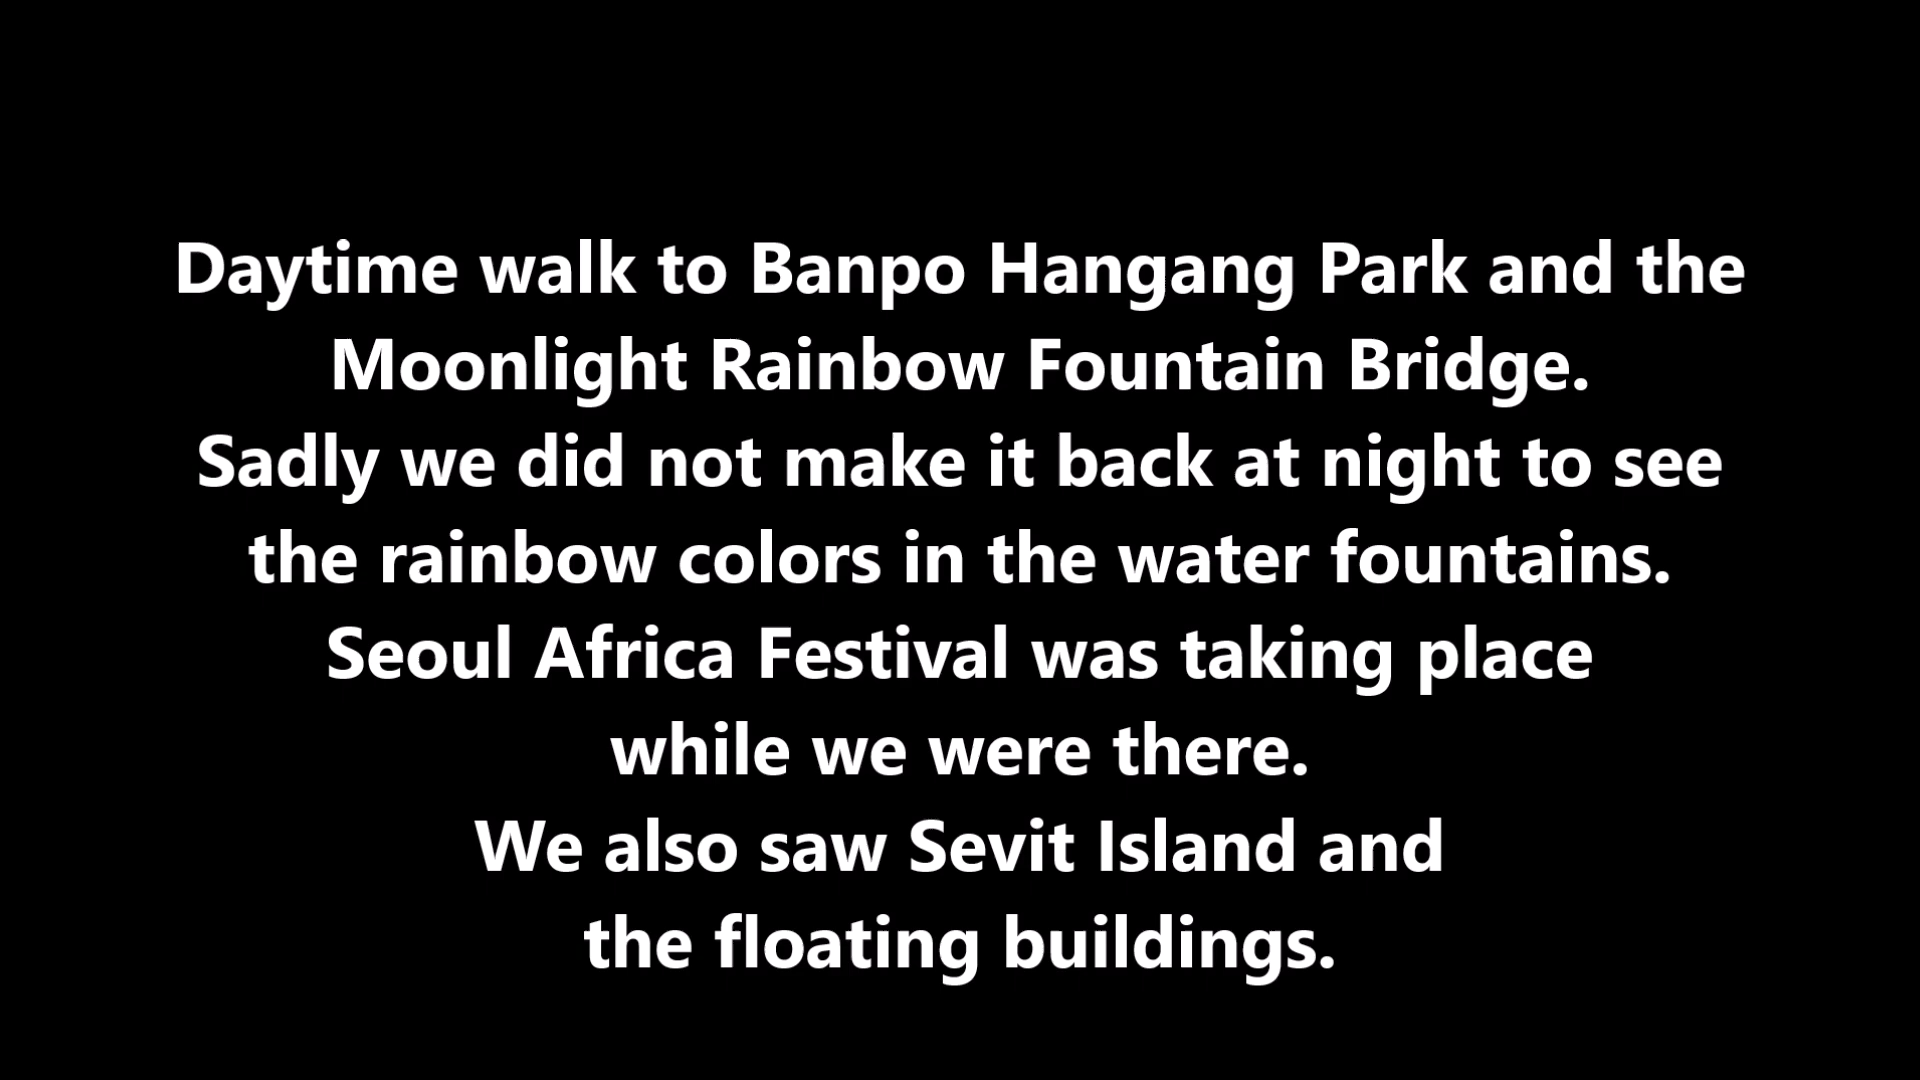 Daytime walk to Banpo Hangang Park and the
Moonlight Rainbow Fountain Bridge.
Sadly we did not make it back at night to see
the rainbow colors in the water fountains.
Seoul Africa Festival was taking place
while we were there.
We also saw Sevit Island and
the floating buildings.